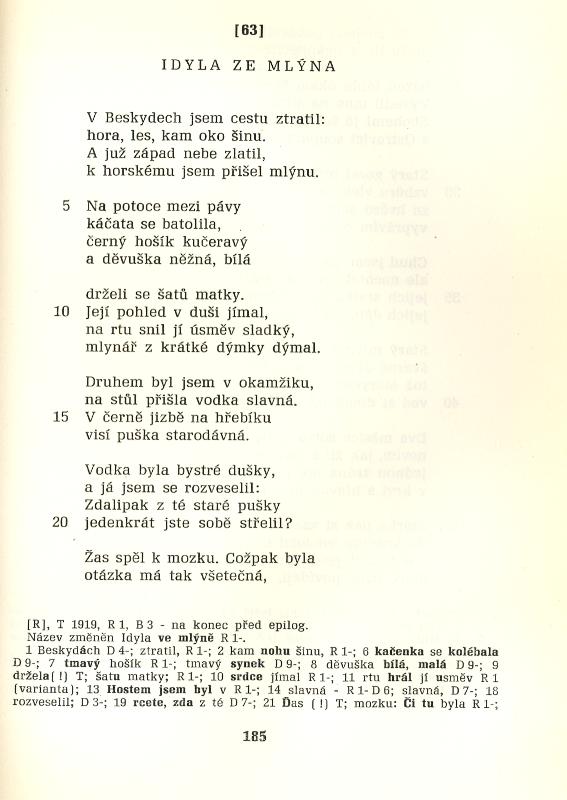 [63]
IDYLA ZE MLÝNA
V Beskydech jsem cestu ztratil:
hora, les, kam oko šinu.
A juž západ nebe zlatil,
k horskému jsem přišel mlýnu.
5 Na potoce mezi pávy
káčata se batolila,
černý hošík kučeravý
a děvuška něžná, bílá
drželi se šatů matky.
10 Její pohled v duši jímal,
na rtu snil jí úsměv sladký,
mlynář z krátké dýmky dýmal.
Druhem byl jsem v okamžiku,
na stůl přišla vodka slavná.
15 V černě jizbě na hřebíku
visí puška starodávná.
Vodka byla bystré dušky,
a já jsem se rozveselil:
Zdalipak z té staré pušky
20 jedenkrát jste sobě střelil?
Žas spěl k mozku. Cožpak byla
otázka má tak všetečná,
[R], T 1919, R 1, B 3 - na konec před epilog.
Název změněn Idyla ve mlýně R 1-.
1 Beskydách D 4-; ztratil, R 1-; 2 kam nohu šinu, R 1-; 6 kačenka se kolébala
D 9-; 7 tmavý hošík R 1-; tmavý synek D 9-; 8 děvuška bílá, malá D 9-; 9
držela(!) T; šatu matky; R 1-; 10 srdce jímal R 1-; 11 rtu hrál jí usměv R 1
(varianta); 13 Hostem jsem byl v R 1-; 14 slavná - R 1- D 6; slavná, D 7-; 18
rozveselil; D 3-; 19 rcete, zda z té D 7-; 21 Ďas (!) T; mozku: Či tu byla R 1-;
185